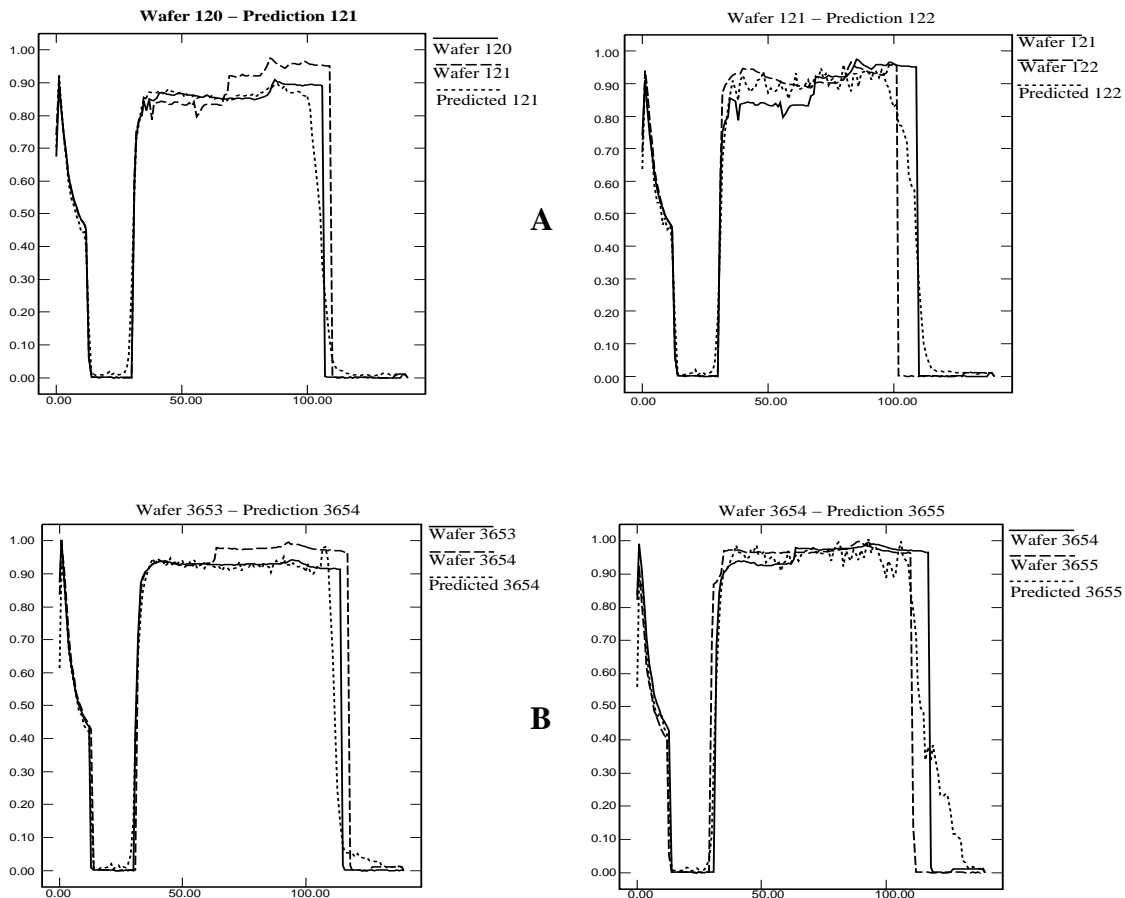 Wafer 120 – Prediction 121
1.00
0.90
0.80
0.70
0.60
0.50
0.40
0.30
0.20
0.10
0.00
0.00 50.00 100.00
Wafer 120
Wafer 121
Predicted 121
A
Wafer 121 – Prediction 122
1.00
0.90
0.80
0.70
0.60
0.50
0.40
0.30
0.20
0.10
0.00
0.00 50.00 100.00
Wafer 121
Wafer 122
Predicted 122
Wafer 3653 – Prediction 3654
1.00
0.90
0.80
0.70
0.60
0.50
0.40
0.30
0.20
0.10
0.00
0.00 50.00 100.00
Wafer 3653
Wafer 3654
Predicted 3654
B
Wafer 3654 – Prediction 3655
1.00
0.90
0.80
0.70
0.60
0.50
0.40
0.30
0.20
0.10
0.00
0.00 50.00 100.00
Wafer 3654
Wafer 3655
Predicted 3655